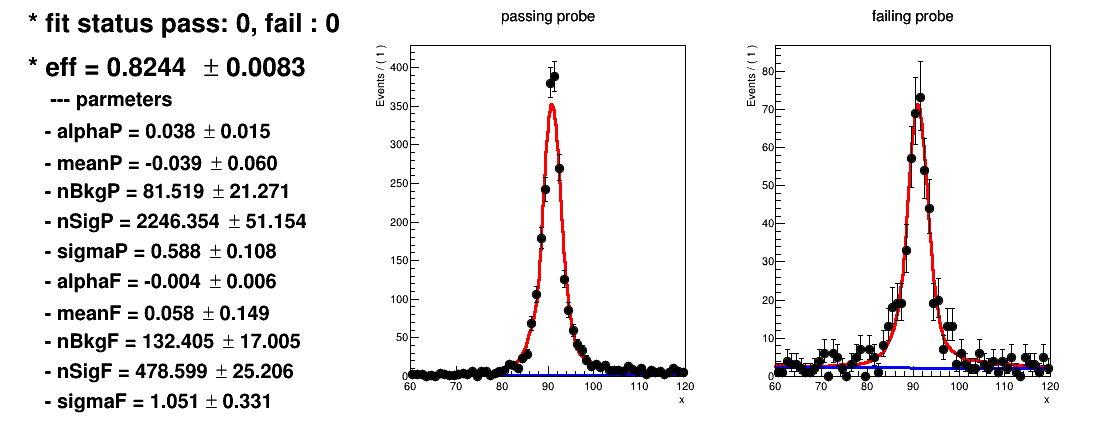 * fit status pass: 0, fail : 0
* eff = 0.8244 ± 0.0083
--- parmeters
- alphaP = 0.038 ± 0.015
- meanP = -0.039 ± 0.060
- nBkgP = 81.519 ± 21.271
- nSigP = 2246.354 ± 51.154
- sigmaP = 0.588 ± 0.108
- alphaF = -0.004 ± 0.006
- meanF = 0.058 ± 0.149
- nBkgF = 132.405 ± 17.005
- nSigF = 478.599 ± 25.206
- sigmaF = 1.051 ± 0.331
passing probe
Events / ( 1 )
400
350
300
250
200
150
100
50
0
60 70 80 90 100 110 120
x
failing probe
Events / ( 1 )
80
70
60
50
40
30
20
10
0
60 70 80 90 100 110 120
x